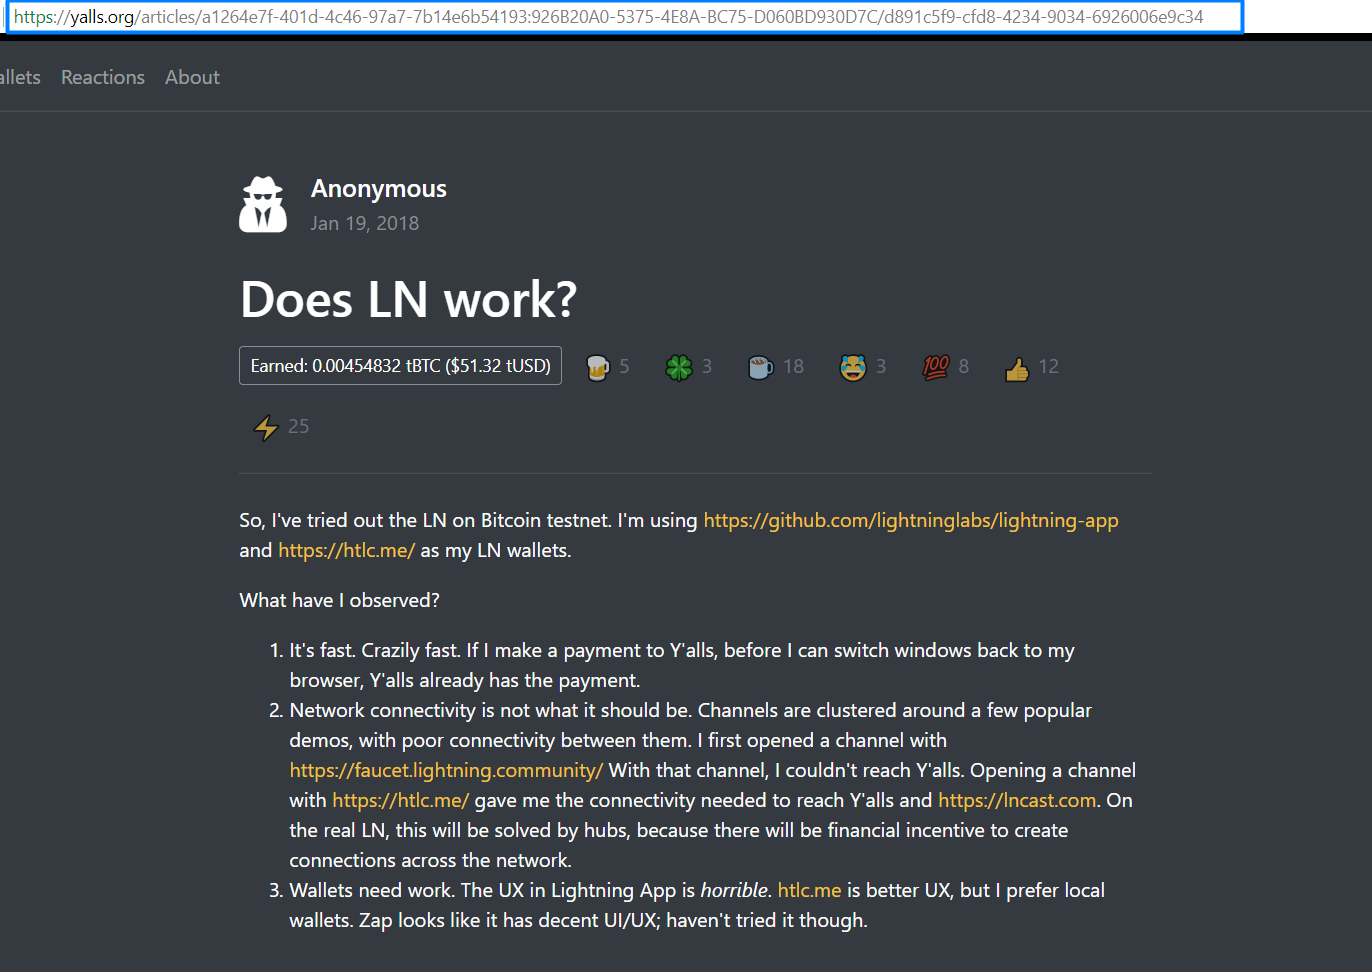 https://yalls.org/articles/a1264e7f-401d-4c46-97a7-7b14e6b54193:926B20A0-5375-4E8A-BC75-D060BD930D7C/d891c5f9-cfd8-4234-9034-6926006e9c34
allets Reactions About
Anonymous
Jan 19, 2018
Does LN work?
Earned: 0.00454832 tBTC ($51.32 tUSD) 5 3 18 3 8 12
25
So, I've tried out the LN on Bitcoin testnet. I'm using https://github.com/lightninglabs/lightning-app
and https://htlc.me/ as my LN wallets.
What have I observed?
1. It's fast. Crazily fast. If I make a payment to Y'alls, before I can switch windows back to my
browser, Y'alls already has the payment.
2. Network connectivity is not what it should be. Channels are clustered around a few popular
demos, with poor connectivity between them. I first opened a channel with
https://faucet.lightning.community/ With that channel, I couldn't reach Y'alls. Opening a channel
with https://htlc.me/ gave me the connectivity needed to reach Y'alls and https://lncast.com. On
the real LN, this will be solved by hubs, because there will be financial incentive to create
connections across the network.
3. Wallets need work. The UX in Lightning App is horrible. htlc.me is better UX, but I prefer local
wallets. Zap looks like it has decent UI/UX; haven't tried it though.